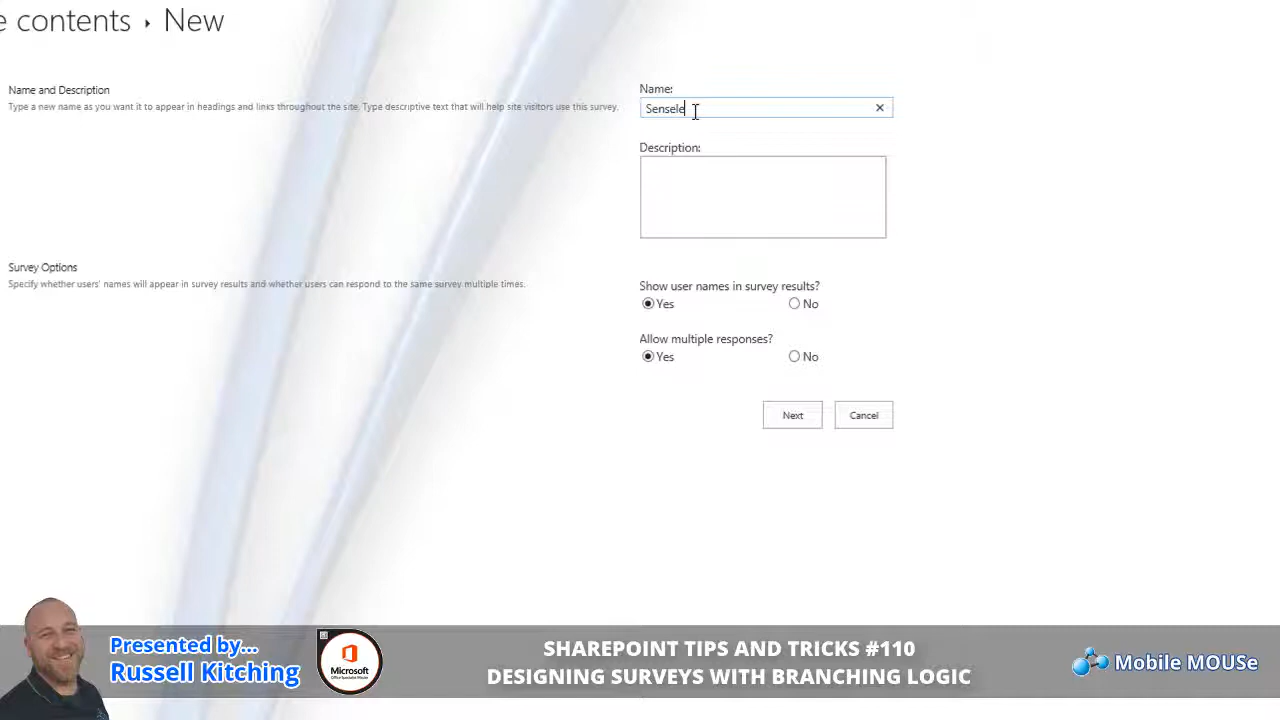 e contents ▸ New
Name and Description
Type a new name as you want it to appear in headings and links throughout the site. Type descriptive text that will help site visitors use this survey.
Name:
Sensele
Description:
Survey Options
Specify whether users' names will appear in survey results and whether users can respond to the same survey multiple times.
Show user names in survey results?
Yes No
Allow multiple responses?
Yes No
Next Cancel
Presented by...
Russell Kitching
Microsoft
Office Specialist Master
SHAREPOINT TIPS AND TRICKS #110
DESIGNING SURVEYS WITH BRANCHING LOGIC
Mobile MOUSe